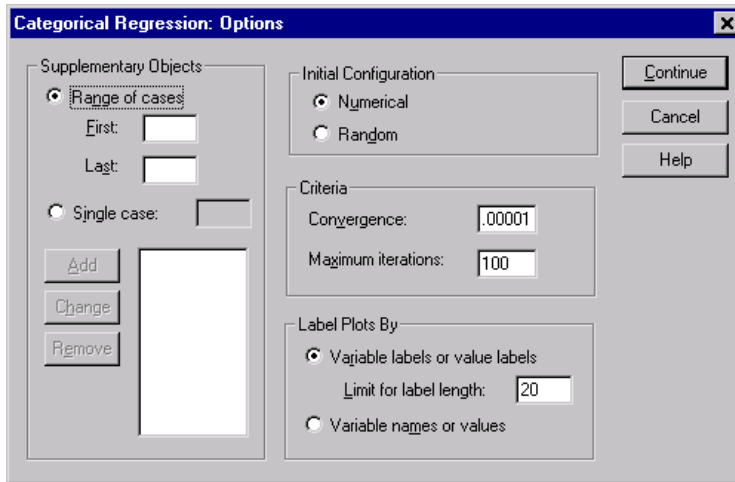 Categorical Regression: Options
Supplementary Objects
Range of cases
First:
Last:
Single case:
Add
Change
Remove
Initial Configuration
Numerical
Random
Criteria
Convergence: .00001
Maximum iterations: 100
Label Plots By
Variable labels or value labels
Limit for label length: 20
Variable names or values
Continue
Cancel
Help